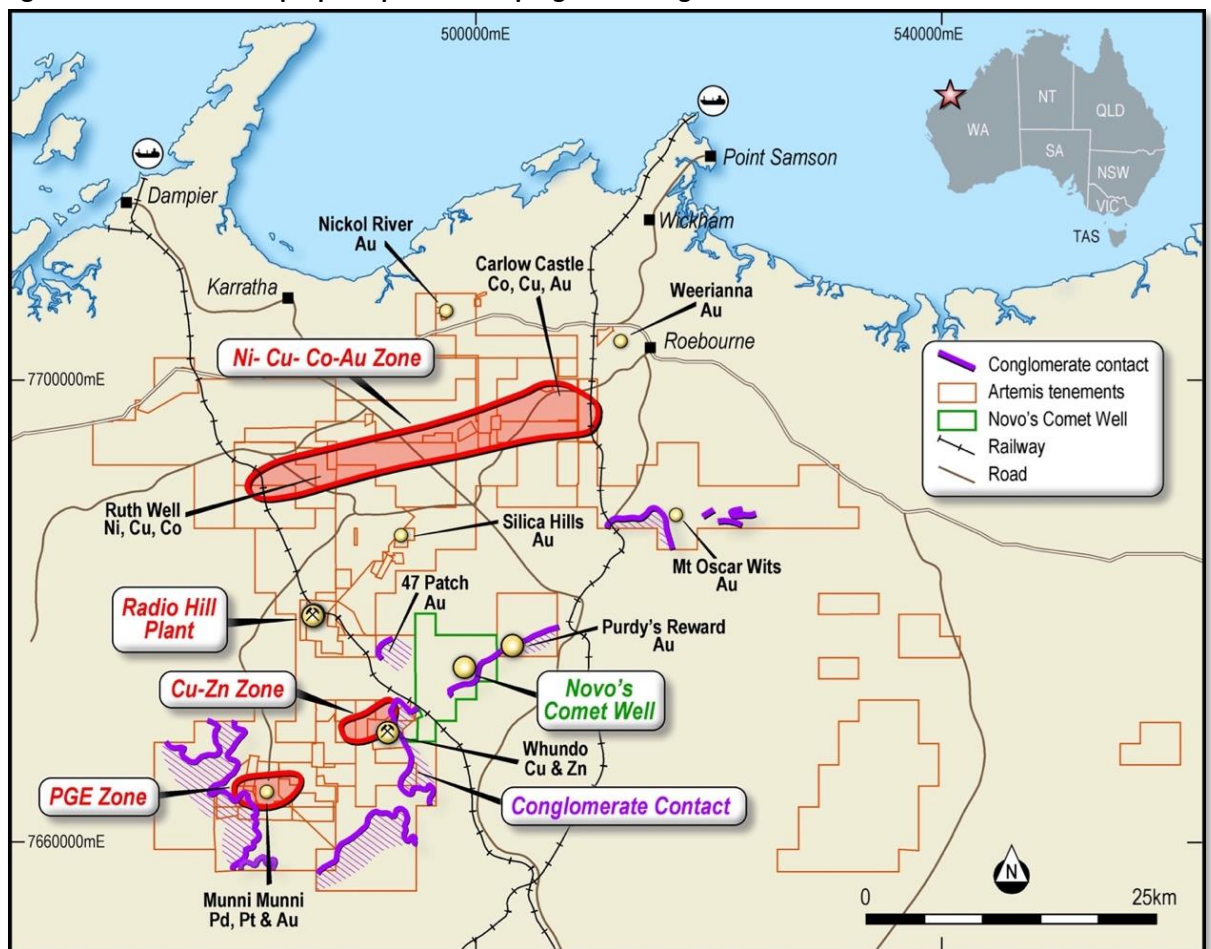 500000mE
540000mE
NT
QLD
WA
SA
NSW
VIC
TAS
Point Samson
Dampier
Wickham
Nickol River
Au
Carlow Castle
Co, Cu, Au
Karratha
Weerianna
Au
Roebourne
Ni- Cu- Co-Au Zone
7700000mE
Conglomerate contact
Artemis tenements
Novo's Comet Well
Railway
Road
Ruth Well
Ni, Cu, Co
Silica Hills
Au
Mt Oscar Wits
Au
47 Patch
Au
Radio Hill
Plant
Purdy's Reward
Au
Cu-Zn Zone
Novo's
Comet Well
Whundo
Cu & Zn
PGE Zone
Conglomerate Contact
7660000mE
Munni Munni
Pd, Pt & Au
N
0
25km